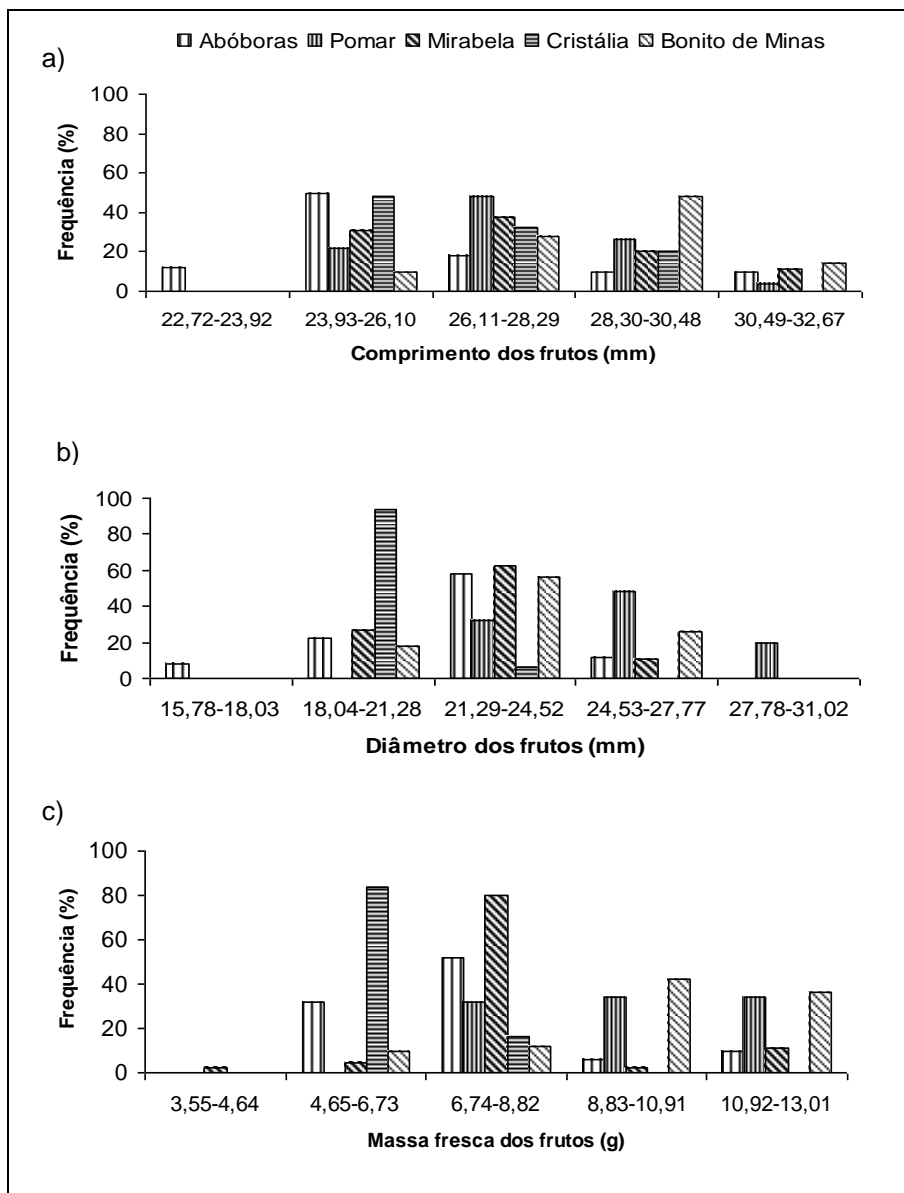 Abóboras Pomar Mirabela Cristália Bonito de Minas
a)
100
80
60
40
20
0
Frequência (%)
22,72-23,92 23,93-26,10 26,11-28,29 28,30-30,48 30,49-32,67
Comprimento dos frutos (mm)
b)
100
80
60
40
20
0
Frequência (%)
15,78-18,03 18,04-21,28 21,29-24,52 24,53-27,77 27,78-31,02
Diâmetro dos frutos (mm)
c)
100
80
60
40
20
0
Frequência (%)
3,55-4,64 4,65-6,73 6,74-8,82 8,83-10,91 10,92-13,01
Massa fresca dos frutos (g)